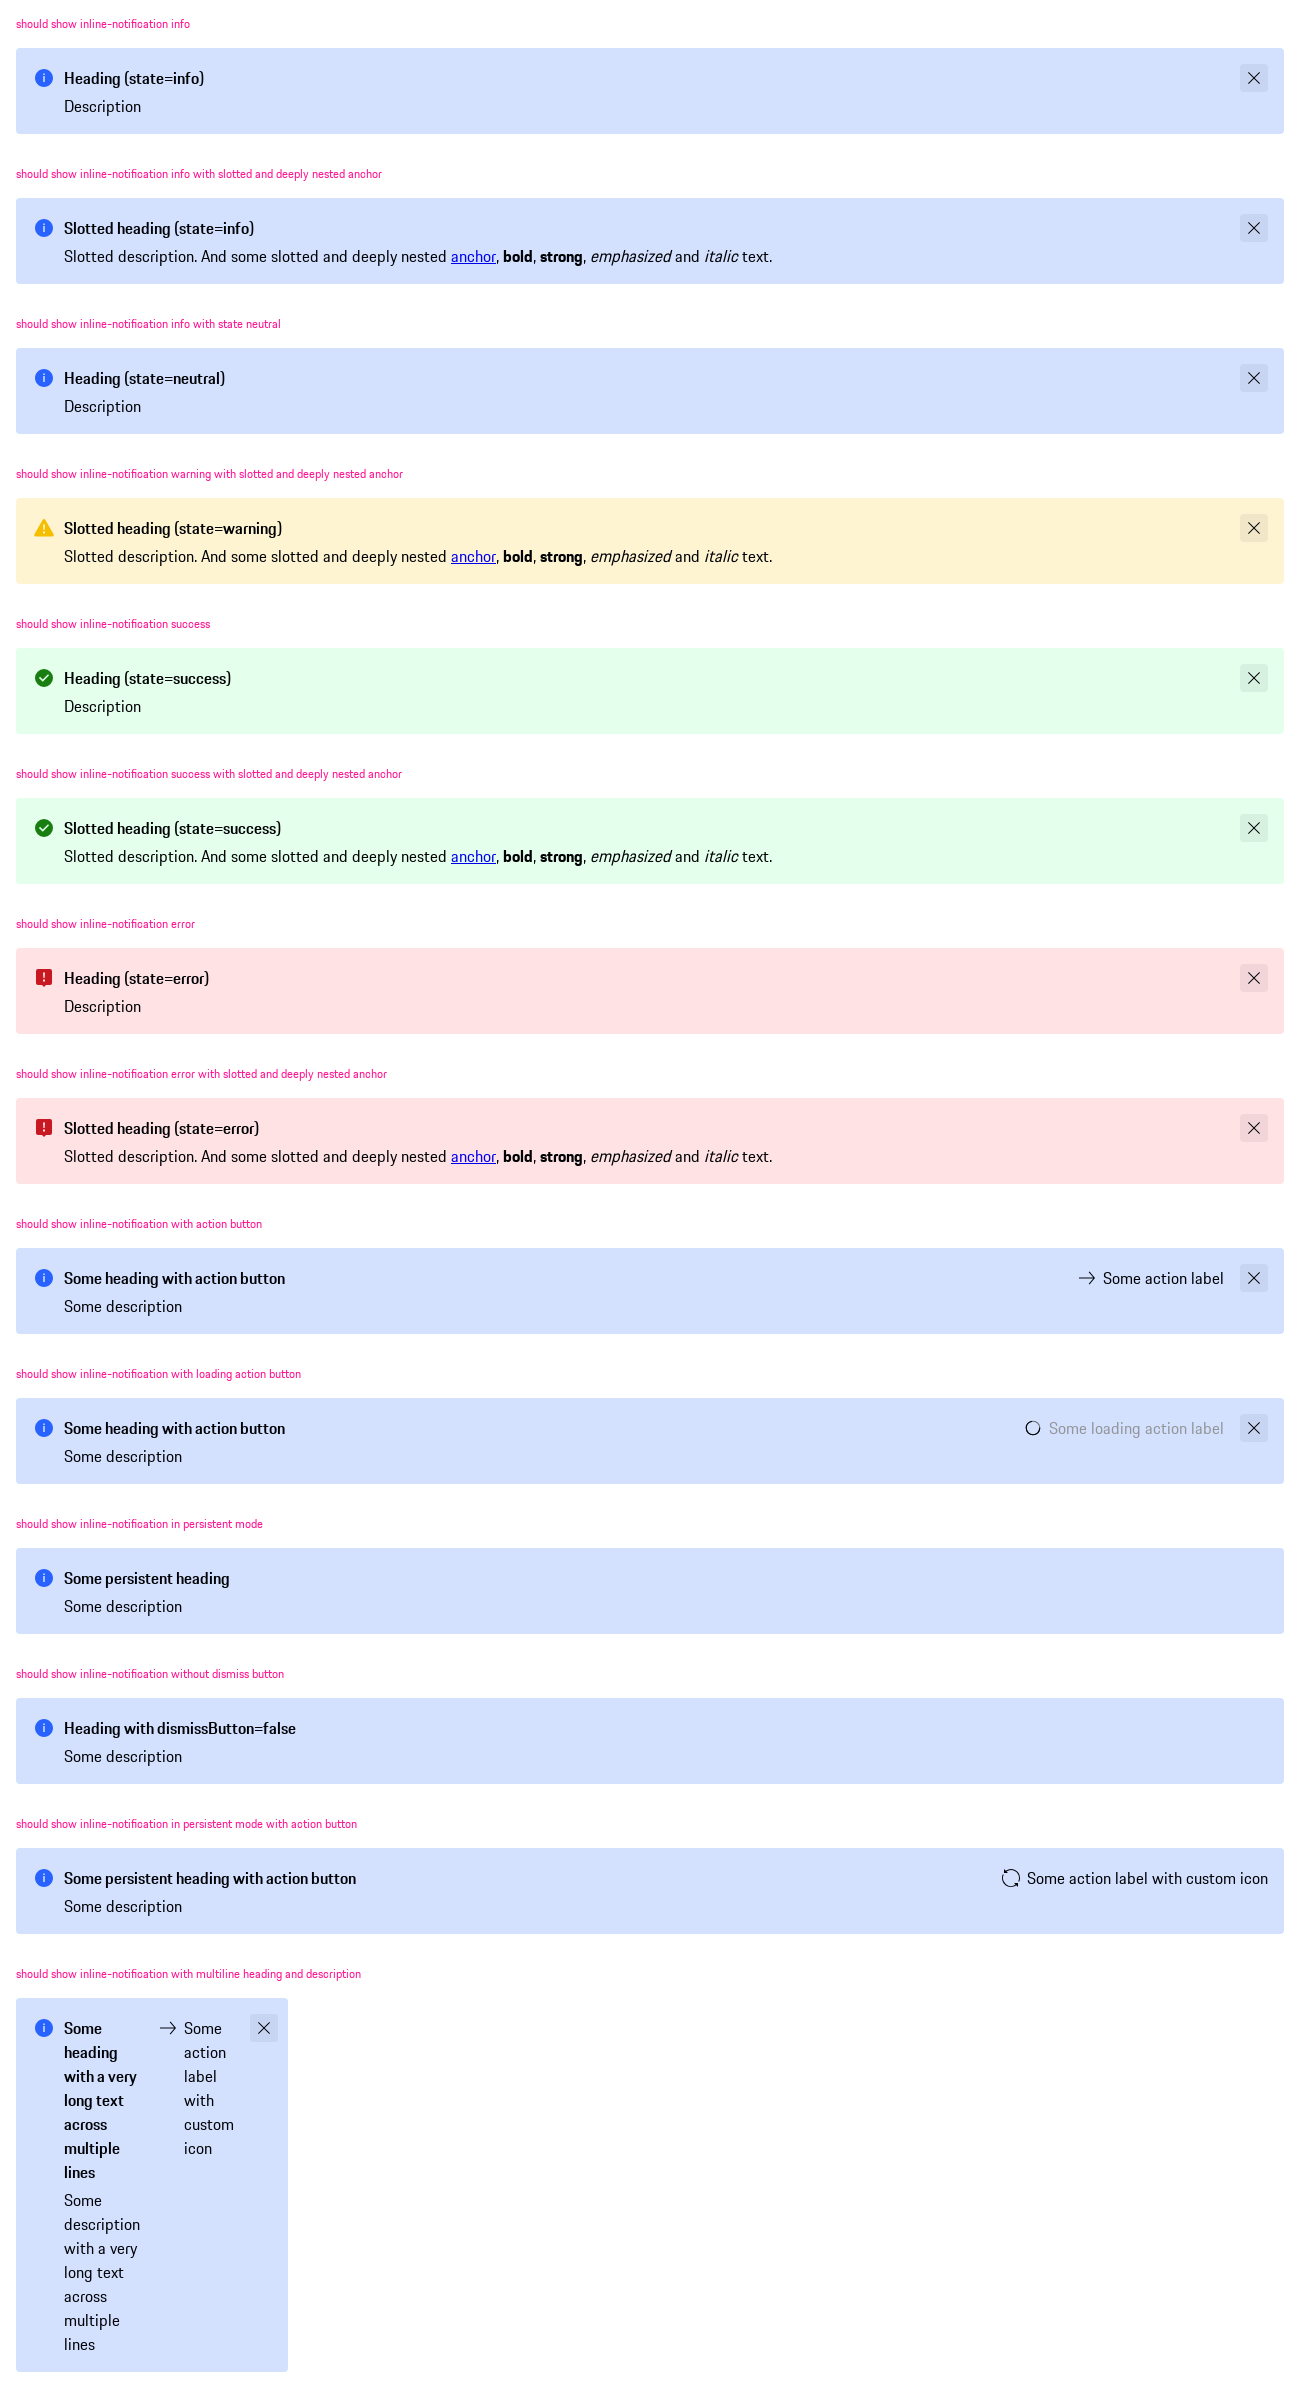 should show inline-notification info
Heading (state=info)
Description
should show inline-notification info with slotted and deeply nested anchor
Slotted heading (state=info)
Slotted description. And some slotted and deeply nested anchor, bold, strong, emphasized and italic text.
should show inline-notification info with state neutral
Heading (state=neutral)
Description
should show inline-notification warning with slotted and deeply nested anchor
Slotted heading (state=warning)
Slotted description. And some slotted and deeply nested anchor, bold, strong, emphasized and italic text.
should show inline-notification success
Heading (state=success)
Description
should show inline-notification success with slotted and deeply nested anchor
Slotted heading (state=success)
Slotted description. And some slotted and deeply nested anchor, bold, strong, emphasized and italic text.
should show inline-notification error
Heading (state=error)
Description
should show inline-notification error with slotted and deeply nested anchor
Slotted heading (state=error)
Slotted description. And some slotted and deeply nested anchor, bold, strong, emphasized and italic text.
should show inline-notification with action button
Some heading with action button
Some action label
Some description
should show inline-notification with loading action button
Some heading with action button
Some loading action label
Some description
should show inline-notification in persistent mode
Some persistent heading
Some description
should show inline-notification without dismiss button
Heading with dismissButton=false
Some description
should show inline-notification in persistent mode with action button
Some persistent heading with action button
Some action label with custom icon
Some description
should show inline-notification with multiline heading and description
Some
heading
with a very
long text
across
multiple
lines
Some
description
with a very
long text
across
multiple
lines
Some
action
label
with
custom
icon